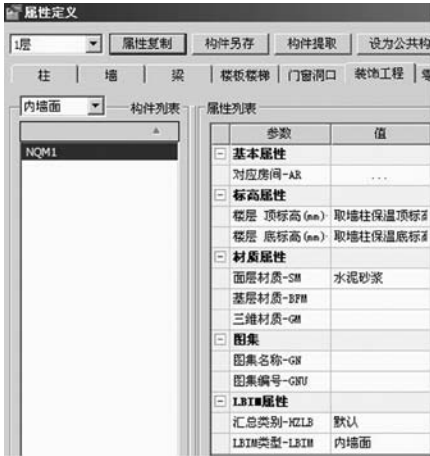 属性定义
1层 属性复制 构件另存 构件提取 设为公共构
柱 墙 梁 楼板楼梯 门窗洞口 装饰工程
内墙面 构件列表 属性列表
参数 值
NQM1
基本属性
对应房间-AR ...
标高属性
楼层 顶标高(mm) 取墙柱保温顶标
楼层 底标高(mm) 取墙柱保温底标
材质属性
面层材质-SM 水泥砂浆
基层材质-BFM
三维材质-GM
图集
图集名称-GN
图集编号-GNU
LBIM属性
汇总类别-HZLB 默认
LBIM类型-LBIM 内墙面